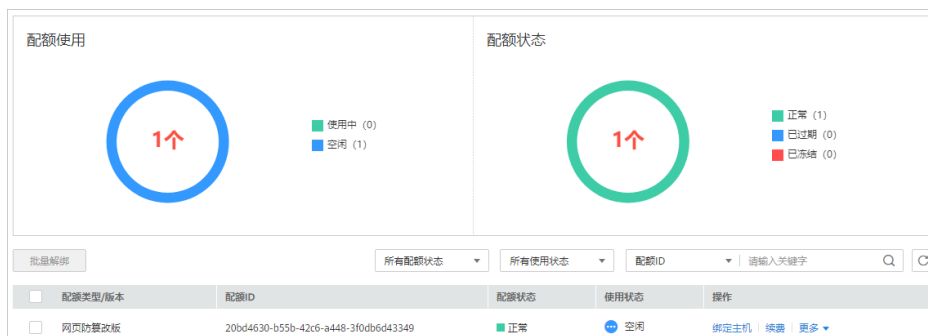 配额使用
配额状态
1个
使用中 (0)
空闲 (1)
1个
正常 (1)
已过期 (0)
已冻结 (0)
批量解绑
所有配额状态
所有使用状态
配额ID
请输入关键字
配额类型/版本 配额ID 配额状态 使用状态 操作
网页防篡改版 20bd4630-b55b-42c6-a448-3f0db6d43349 正常 空闲 绑定主机 续费 更多